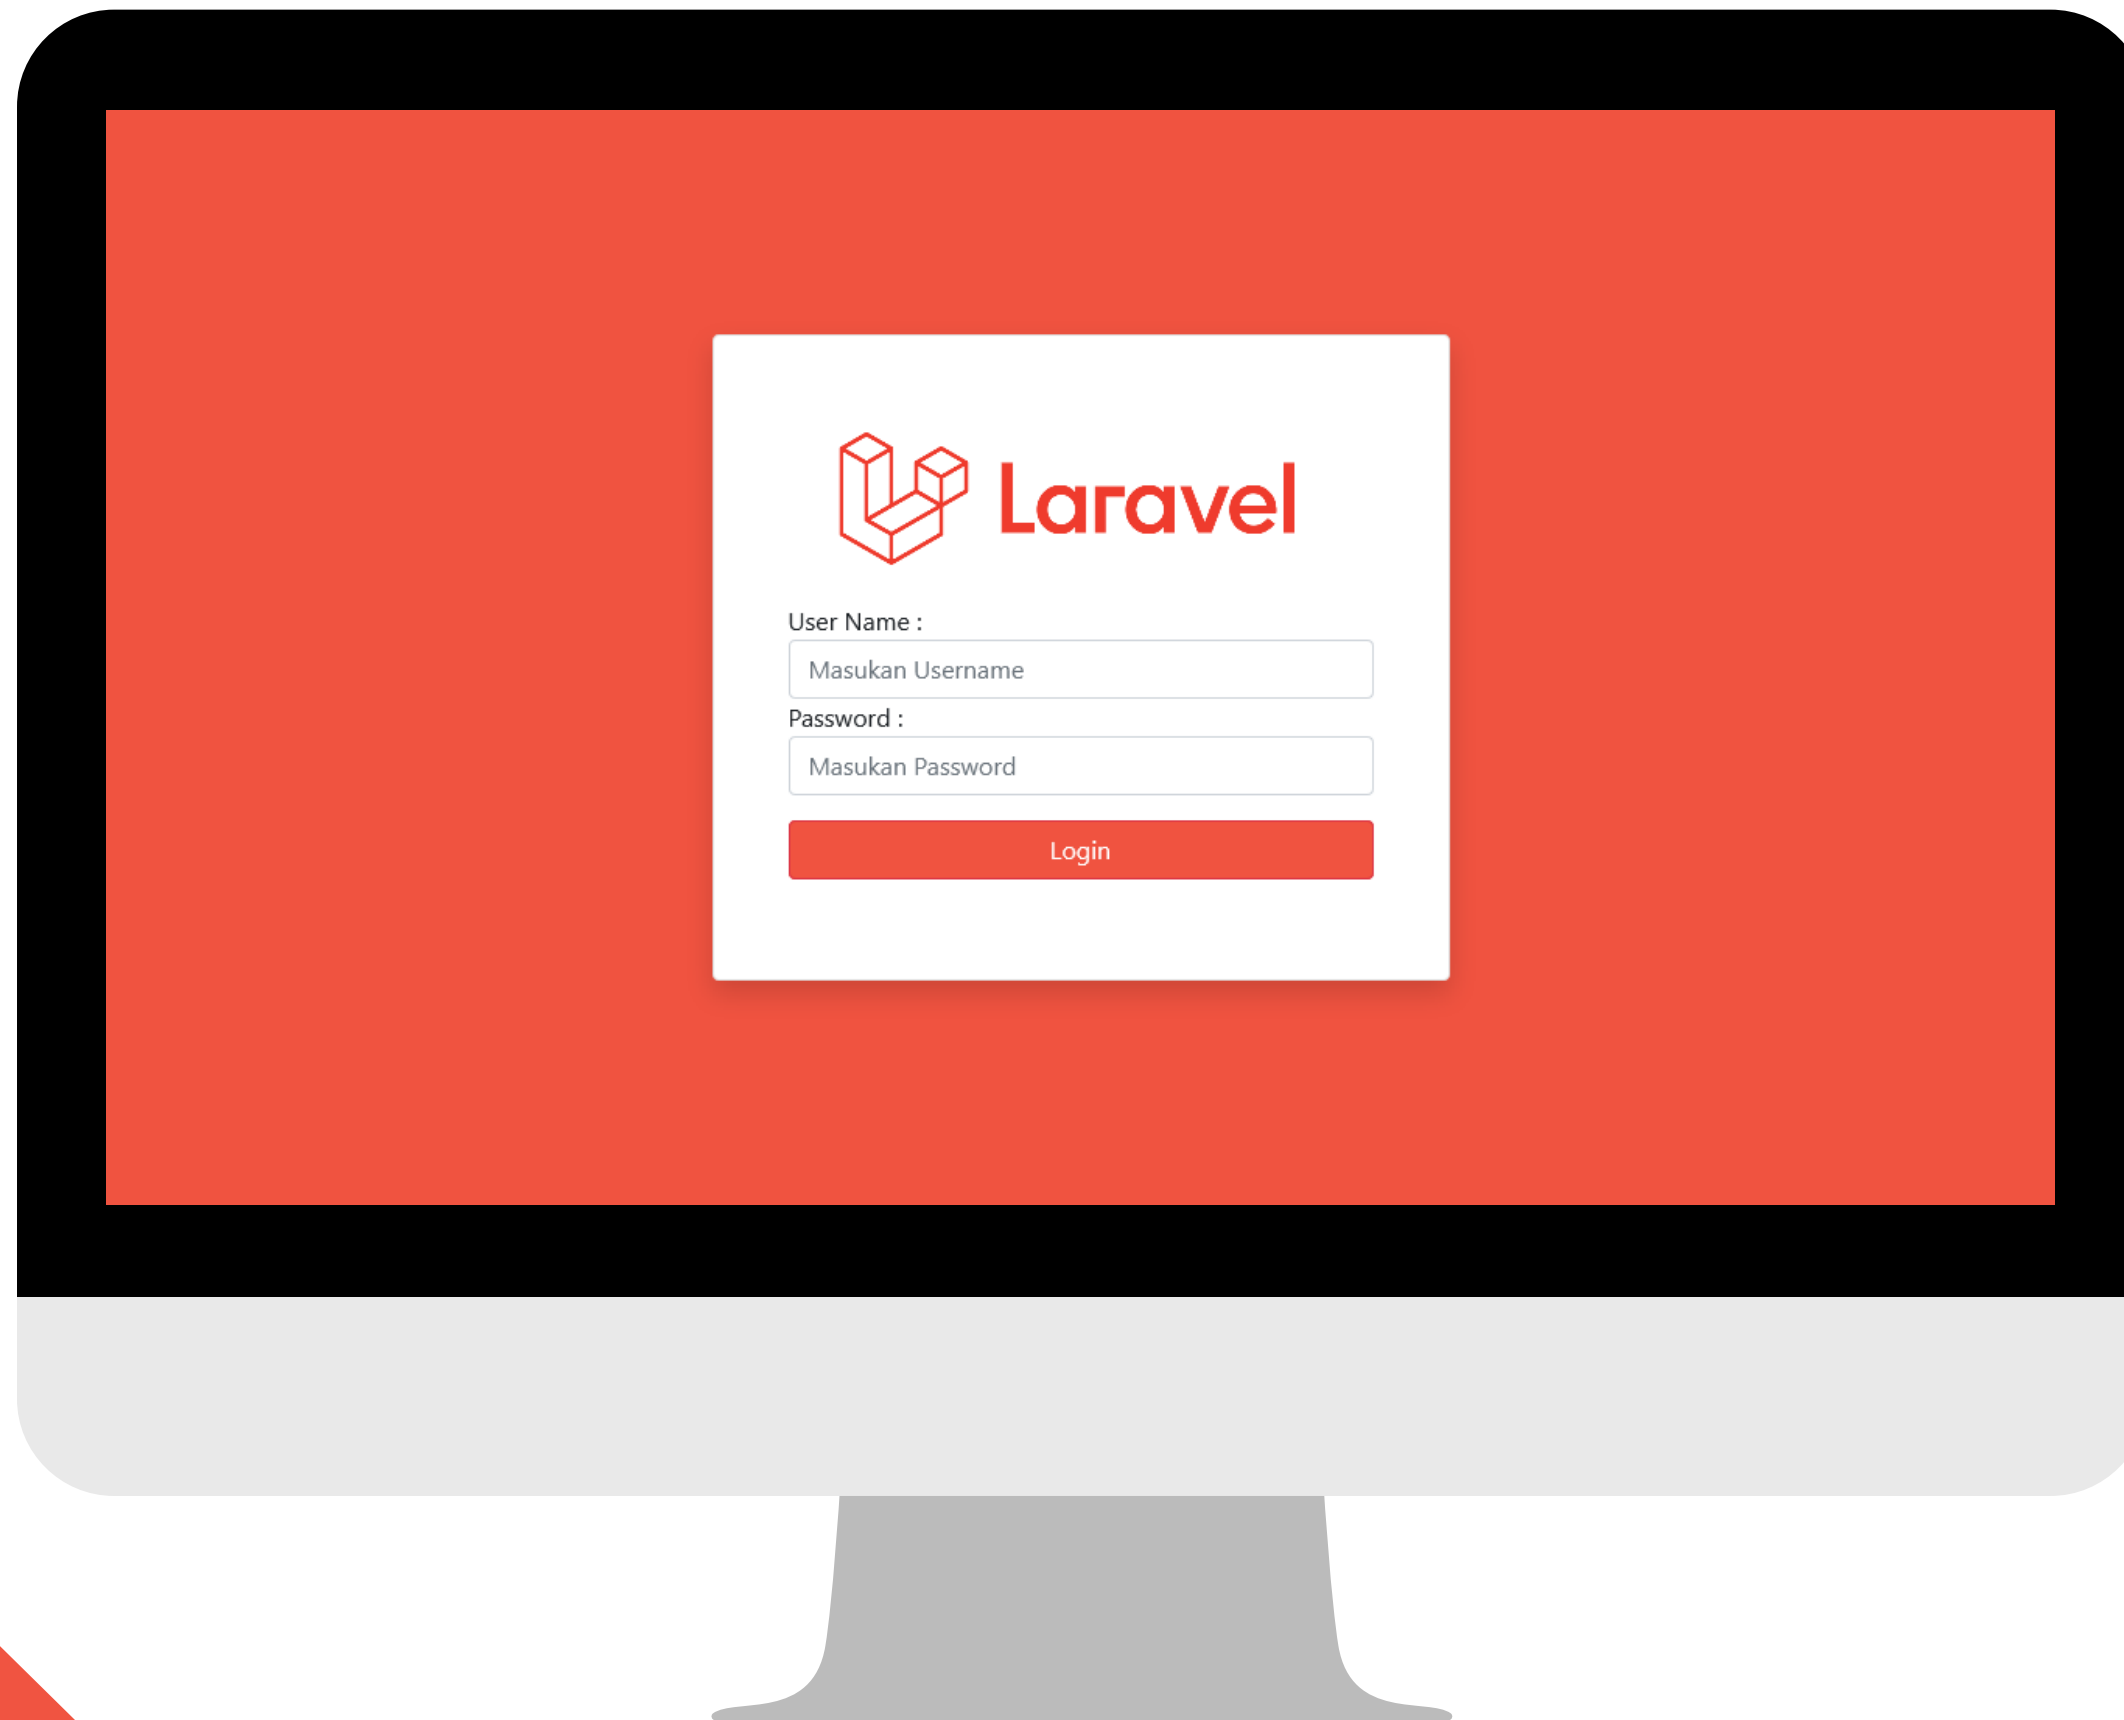 Laravel
User Name :
Masukan Username
Password :
Masukan Password
Login